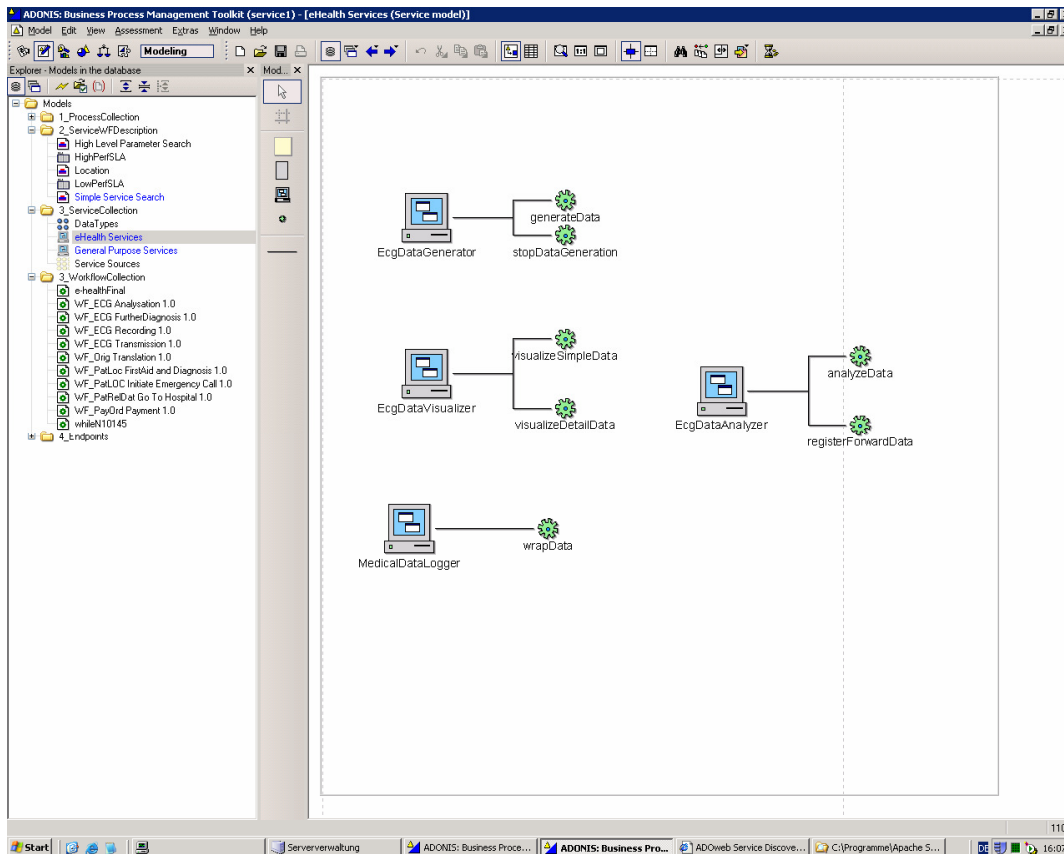 ADONIS: Business Process Management Toolkit (service1) - [eHealth Services (Service model)]
Model Edit View Assessment Extras Window Help
Modeling
Explorer - Models in the database
Mod...
Models
1_ProcessCollection
2_ServiceWFDescription
High Level Parameter Search
HighPerfSLA
Location
LowPerfSLA
Simple Service Search
3_ServiceCollection
DataTypes
eHealth Services
General Purpose Services
Service Sources
3_WorkflowCollection
e-healthFinal
WF_ECG Analysation 1.0
WF_ECG FurtherDiagnosis 1.0
WF_ECG Recording 1.0
WF_ECG Transmission 1.0
WF_Orig Translation 1.0
WF_PatLoc FirstAid and Diagnosis 1.0
WF_PatLOC Initiate Emergency Call 1.0
WF_PatRelDat Go To Hospital 1.0
WF_PayOrd Payment 1.0
whileN10145
4_Endpoints
generateData
EcgDataGenerator
stopDataGeneration
visualizeSimpleData
EcgDataVisualizer
visualizeDetailData
analyzeData
EcgDataAnalyzer
registerForwardData
wrapData
MedicalDataLogger
110
Start
Serververwaltung
ADONIS: Business Proce...
ADONIS: Business Pro...
ADOweb Service Discove...
C:\Programme\Apache S...
DE